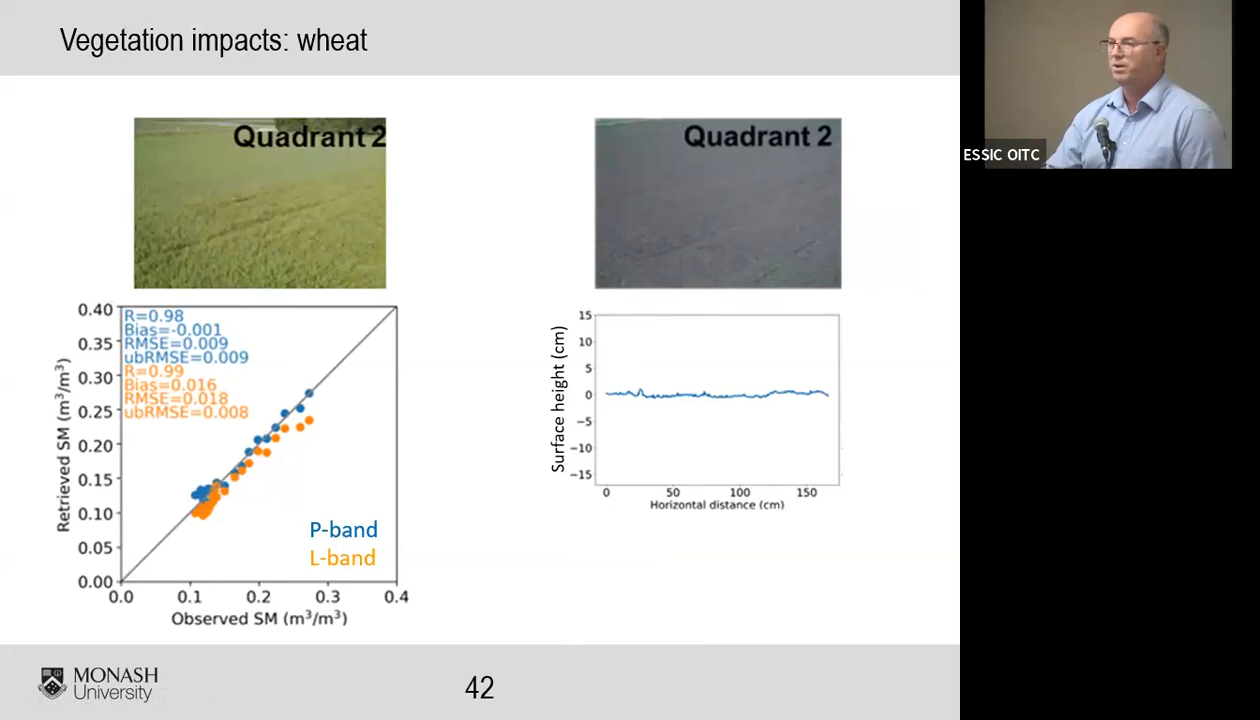 Vegetation impacts: wheat
Quadrant 2
Quadrant 2
ESSIC OITC
R=0.98
Bias=-0.001
RMSE=0.009
ubRMSE=0.009
R=0.99
Bias=0.016
RMSE=0.018
ubRMSE=0.008
P-band
L-band
Retrieved SM (m³/m³)
0.40
0.35
0.30
0.25
0.20
0.15
0.10
0.05
0.00
0.0 0.1 0.2 0.3 0.4
Observed SM (m³/m³)
Surface height (cm)
15
10
5
0
−5
−10
−15
0 50 100 150
Horizontal distance (cm)
MONASH
University
42